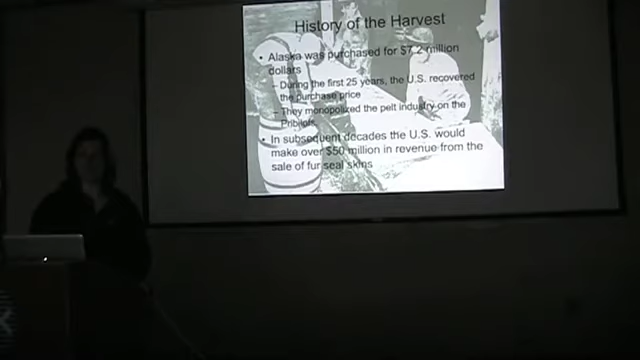 History of the Harvest
• Alaska was purchased for $7.2 million
dollars
– During the first 25 years, the U.S. recovered
the purchase price
– They monopolized the pelt industry on the
Pribilofs
• In subsequent decades the U.S. would
make over $50 million in revenue from the
sale of fur seal skins